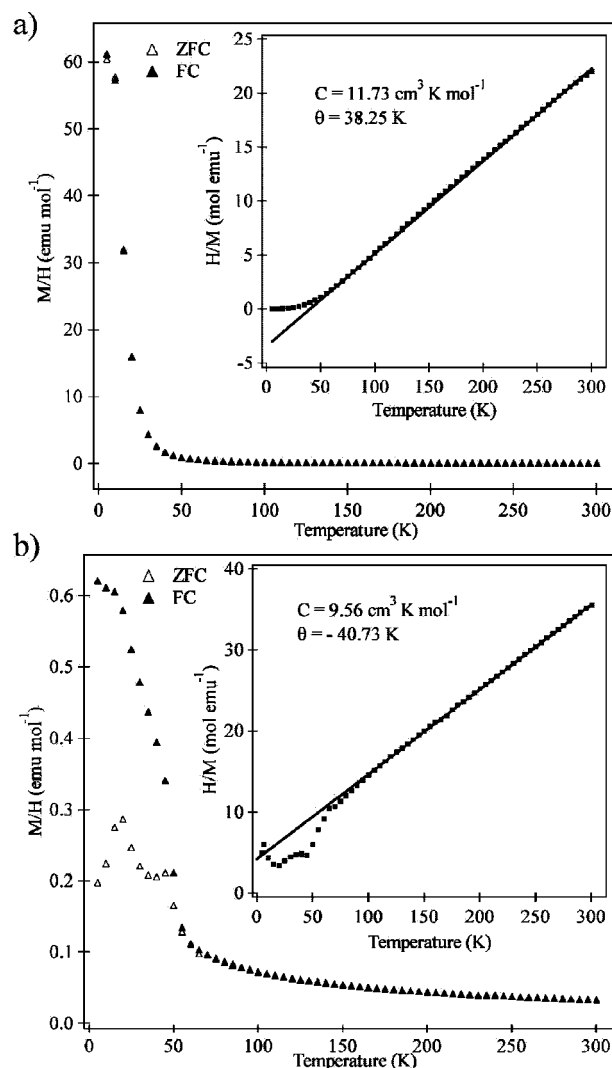 a)
△ ZFC
▲ FC
C = 11.73 cm³ K mol⁻¹
θ = 38.25 K
M/H (emu mol⁻¹)
60
50
40
30
20
10
0
H/M (mol emu⁻¹)
25
20
15
10
5
0
-5
0 50 100 150 200 250 300
Temperature (K)
0 50 100 150 200 250 300
Temperature (K)
b)
△ ZFC
▲ FC
C = 9.56 cm³ K mol⁻¹
θ = - 40.73 K
M/H (emu mol⁻¹)
0.6
0.5
0.4
0.3
0.2
0.1
0.0
H/M (mol emu⁻¹)
40
30
20
10
0
0 50 100 150 200 250 300
Temperature (K)
0 50 100 150 200 250 300
Temperature (K)